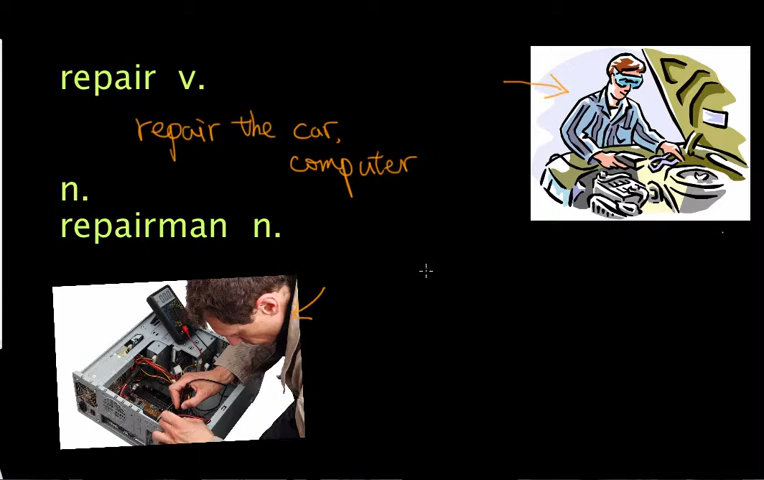 repair v.
repair the car,
computer
n.
repairman n.